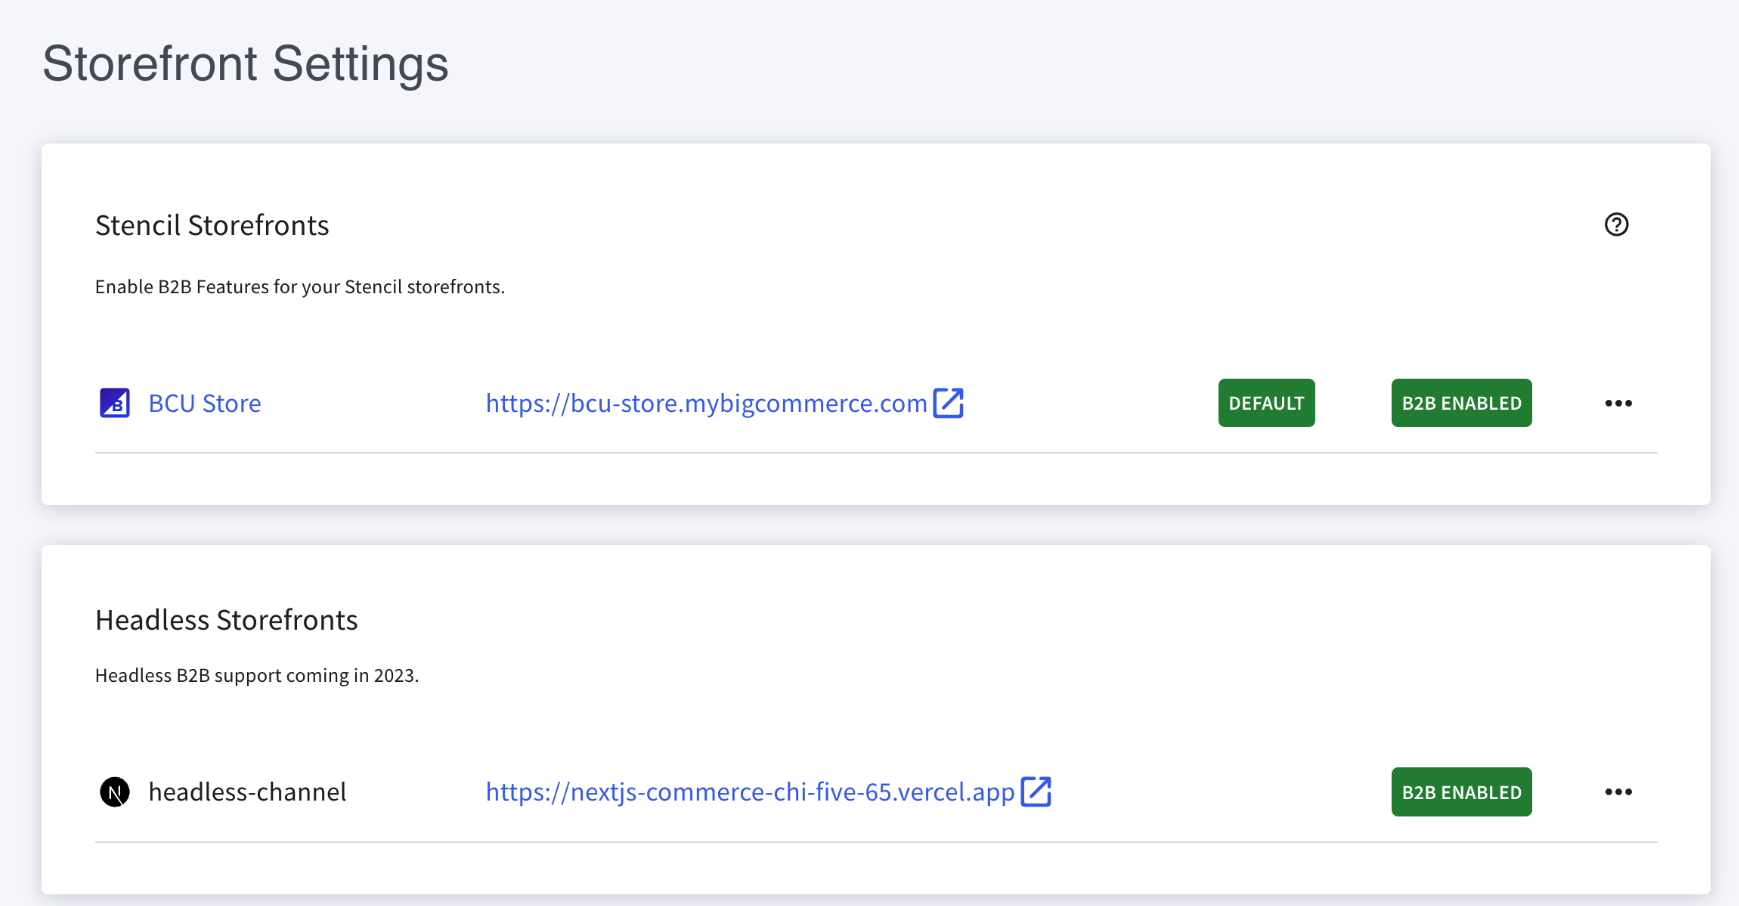 Storefront Settings
Stencil Storefronts
Enable B2B Features for your Stencil storefronts.
B BCU Store https://bcu-store.mybigcommerce.com DEFAULT B2B ENABLED
Headless Storefronts
Headless B2B support coming in 2023.
N headless-channel https://nextjs-commerce-chi-five-65.vercel.app B2B ENABLED